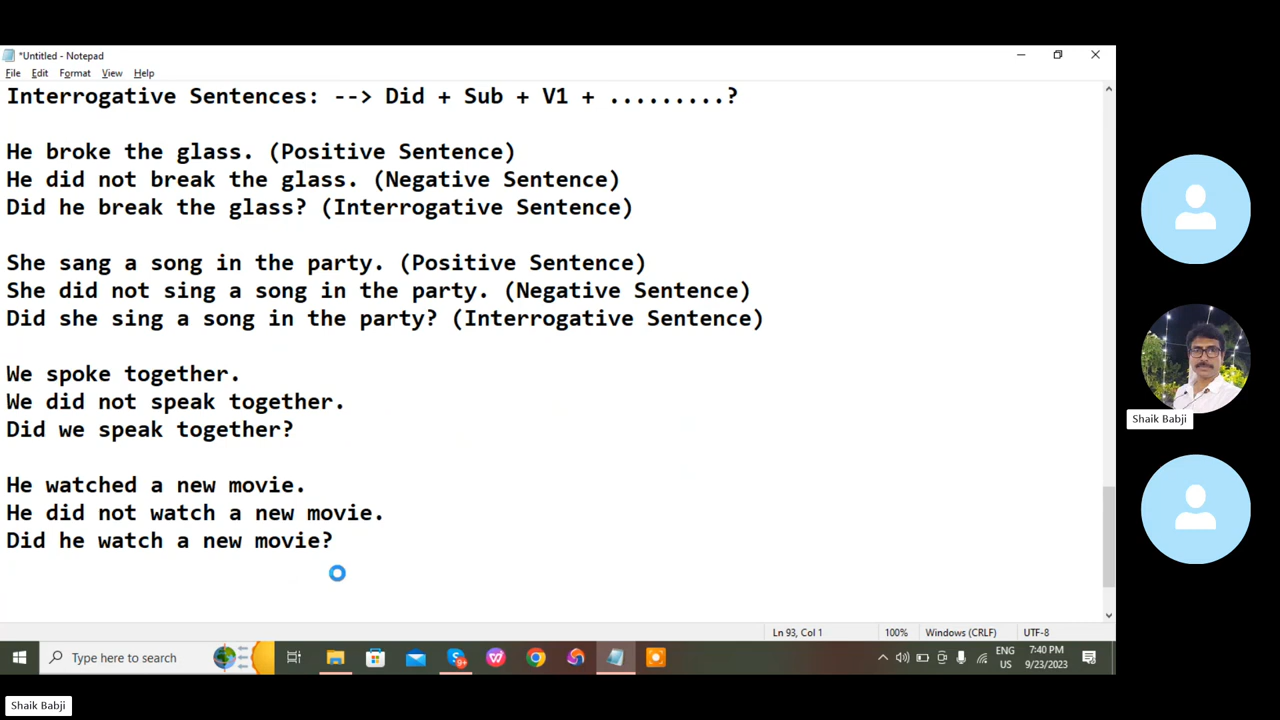 *Untitled - Notepad
File Edit Format View Help
Interrogative Sentences: --> Did + Sub + V1 + .........?
He broke the glass. (Positive Sentence)
He did not break the glass. (Negative Sentence)
Did he break the glass? (Interrogative Sentence)
She sang a song in the party. (Positive Sentence)
She did not sing a song in the party. (Negative Sentence)
Did she sing a song in the party? (Interrogative Sentence)
We spoke together.
We did not speak together.
Did we speak together?
He watched a new movie.
He did not watch a new movie.
Did he watch a new movie?
Shaik Babji
Ln 93, Col 1 100% Windows (CRLF) UTF-8
Type here to search
9+
ENG
US
7:40 PM
9/23/2023
Shaik Babji